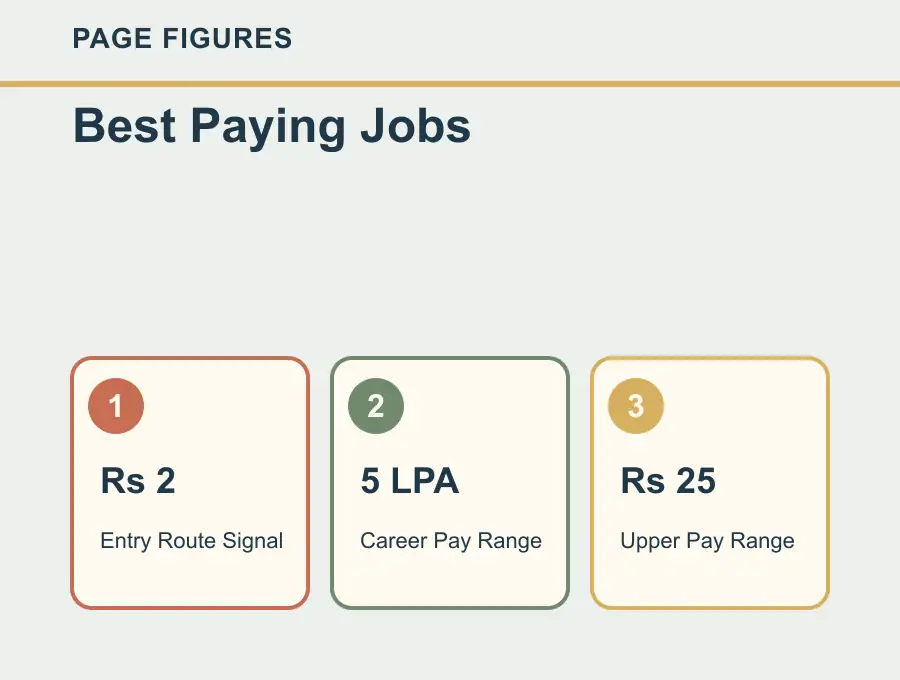 PAGE FIGURES
Best Paying Jobs
1
Rs 2
Entry Route Signal
2
5 LPA
Career Pay Range
3
Rs 25
Upper Pay Range